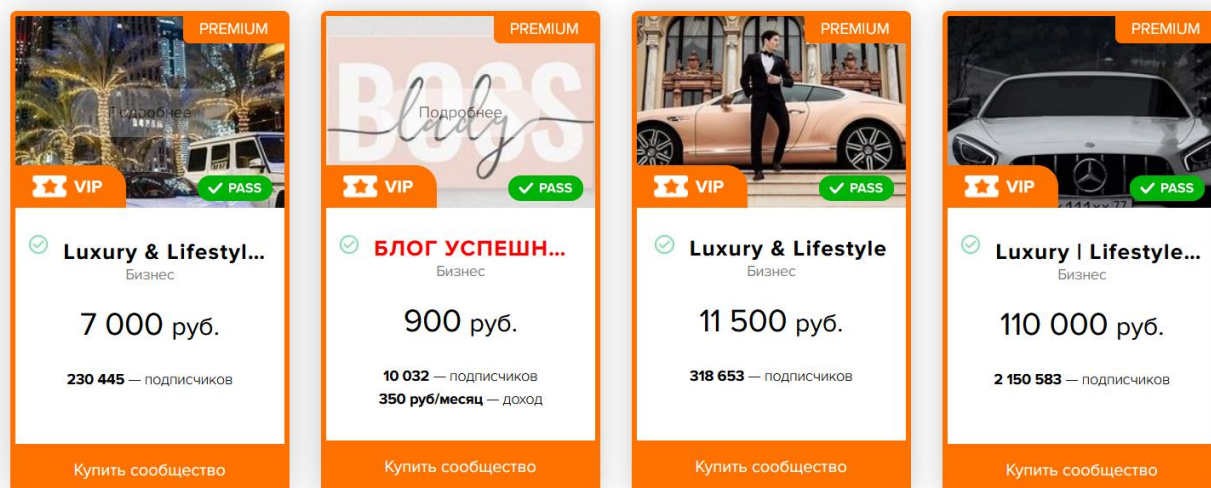 PREMIUM
Подробнее
VIP
PASS
Luxury & Lifestyl...
Бизнес
7 000 руб.
230 445 — подписчиков
Купить сообщество
PREMIUM
BOSS
lady
Подробнее
VIP
PASS
БЛОГ УСПЕШН...
Бизнес
900 руб.
10 032 — подписчиков
350 руб/месяц — доход
Купить сообщество
PREMIUM
VIP
PASS
Luxury & Lifestyle
Бизнес
11 500 руб.
318 653 — подписчиков
Купить сообщество
PREMIUM
VIP
PASS
Luxury | Lifestyle...
Бизнес
110 000 руб.
2 150 583 — подписчиков
Купить сообщество